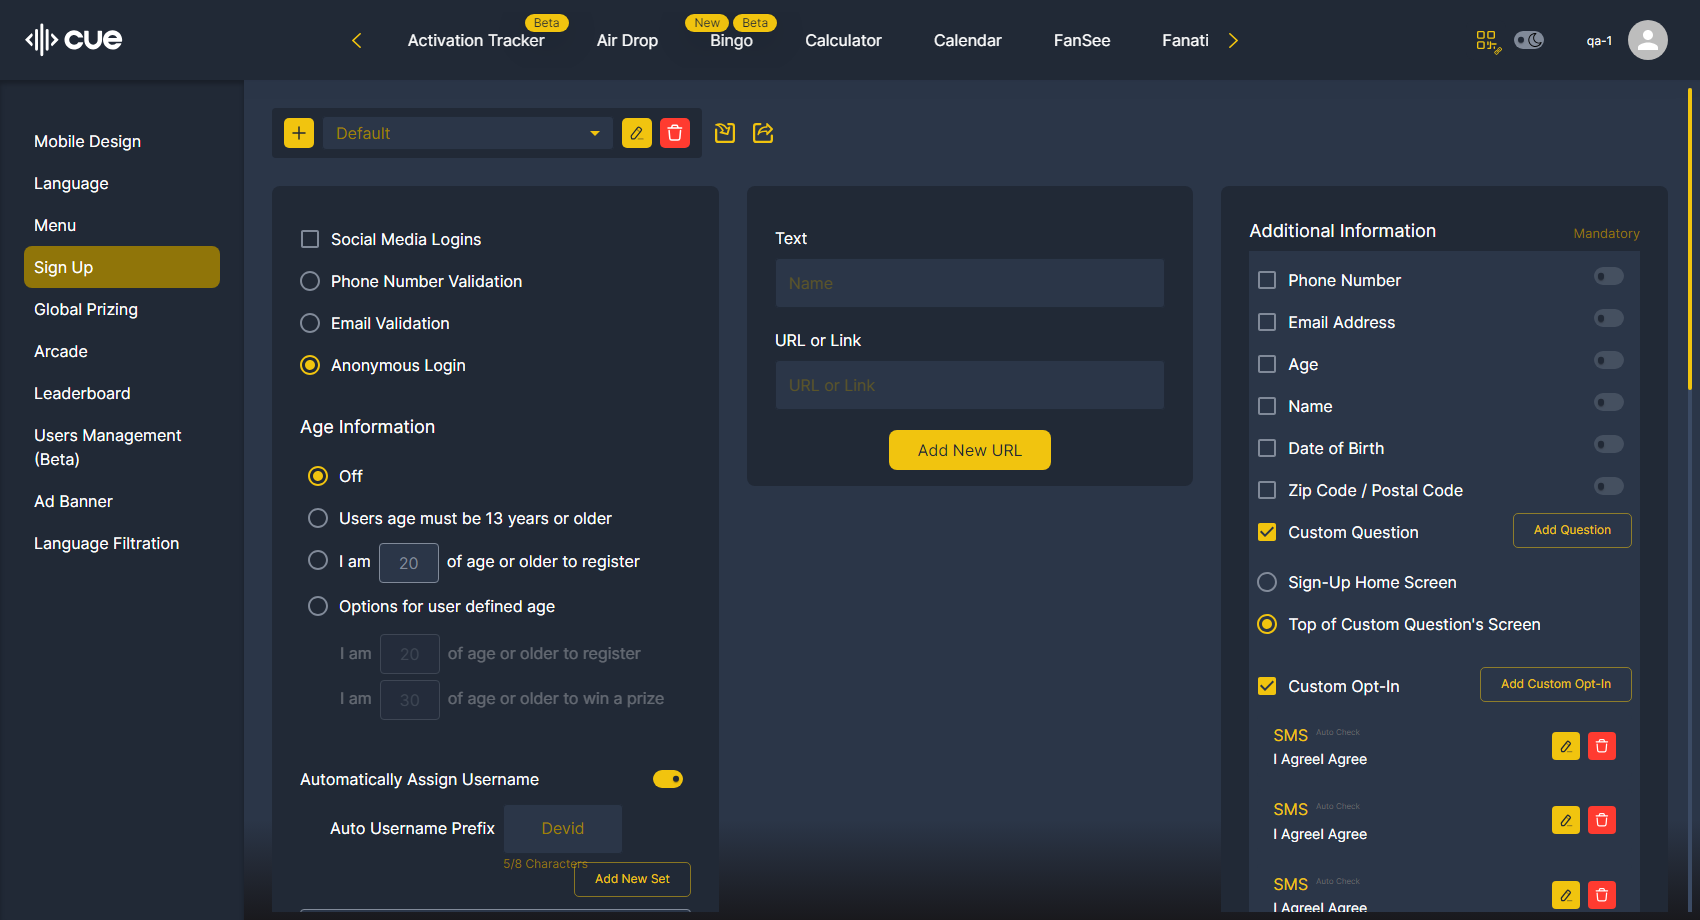 cue
Beta
New
Beta
Activation Tracker
Air Drop
Bingo
Calculator
Calendar
FanSee
Fanati
qa-1
Mobile Design
Language
Menu
Sign Up
Global Prizing
Arcade
Leaderboard
Users Management
(Beta)
Ad Banner
Language Filtration
Default
Social Media Logins
Phone Number Validation
Email Validation
Anonymous Login
Age Information
Off
Users age must be 13 years or older
I am 20 of age or older to register
Options for user defined age
I am 20 of age or older to register
I am 30 of age or older to win a prize
Automatically Assign Username
Auto Username Prefix Devid
5/8 Characters
Add New Set
Text
Name
URL or Link
URL or Link
Add New URL
Additional Information
Mandatory
Phone Number
Email Address
Age
Name
Date of Birth
Zip Code / Postal Code
Custom Question
Add Question
Sign-Up Home Screen
Top of Custom Question's Screen
Custom Opt-In
Add Custom Opt-In
SMS Auto Check
I AgreeI Agree
SMS Auto Check
I AgreeI Agree
SMS Auto Check
I AgreeI Agree